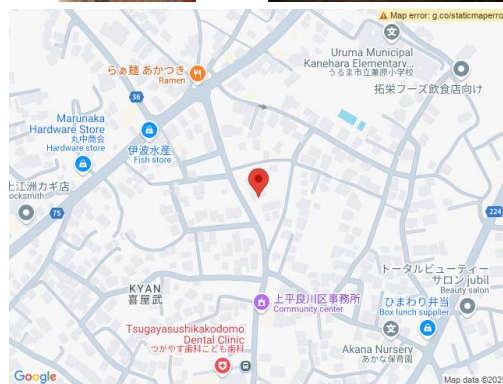 Map error: g.co/staticmaperro
Uruma Municipal
Kanehara Elementary...
うるま市立兼原小学校
らぁ麺 あかつき
Ramen
拓栄フーズ飲食店向け
36
Marunaka
Hardware Store
丸中商会
Hardware store
伊波水産
Fish store
上江洲カギ店
ocksmith
75
224
トータルビューティー
サロン jubil
Beauty salon
KYAN
喜屋武
上平良川区事務所
Community center
ひまわり弁当
Box lunch supplier
Tsugayasushikakodomo
Dental Clinic
つがやす歯科こども歯科
Akana Nursery
あかな保育園
Google
Map data ©202